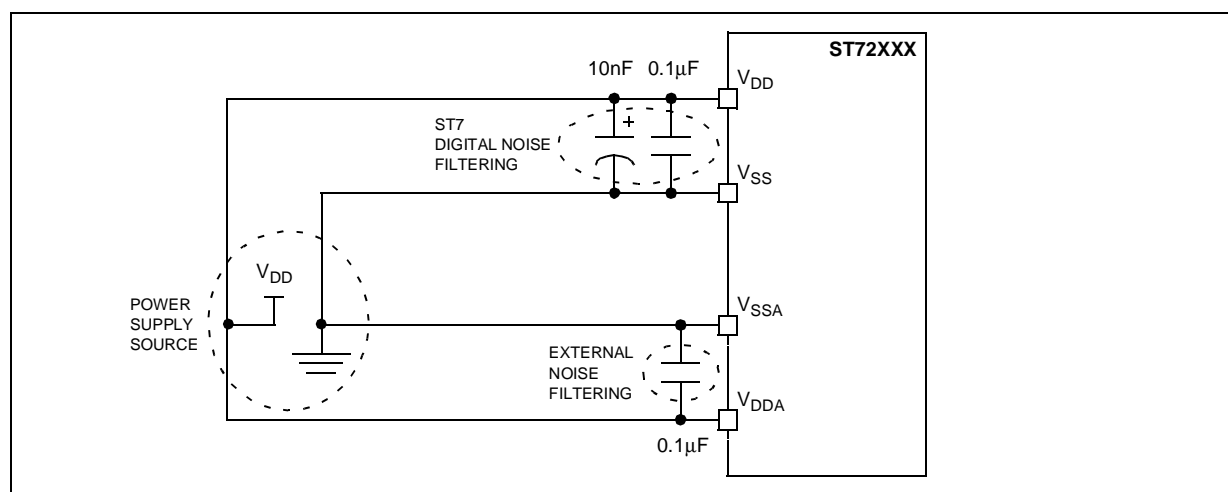 ST72XXX
10nF 0.1μF
VDD
ST7
DIGITAL NOISE
FILTERING
+
VSS
VDD
POWER
SUPPLY
SOURCE
VSSA
EXTERNAL
NOISE
FILTERING
VDDA
0.1μF